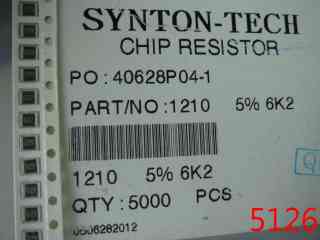 SYNTON-TECH
CHIP RESISTOR
PO : 40628P04-1
PART/NO : 1210 5% 6K2
1210 5% 6K2
QTY : 5000 PCS
0506282012
Q
5126